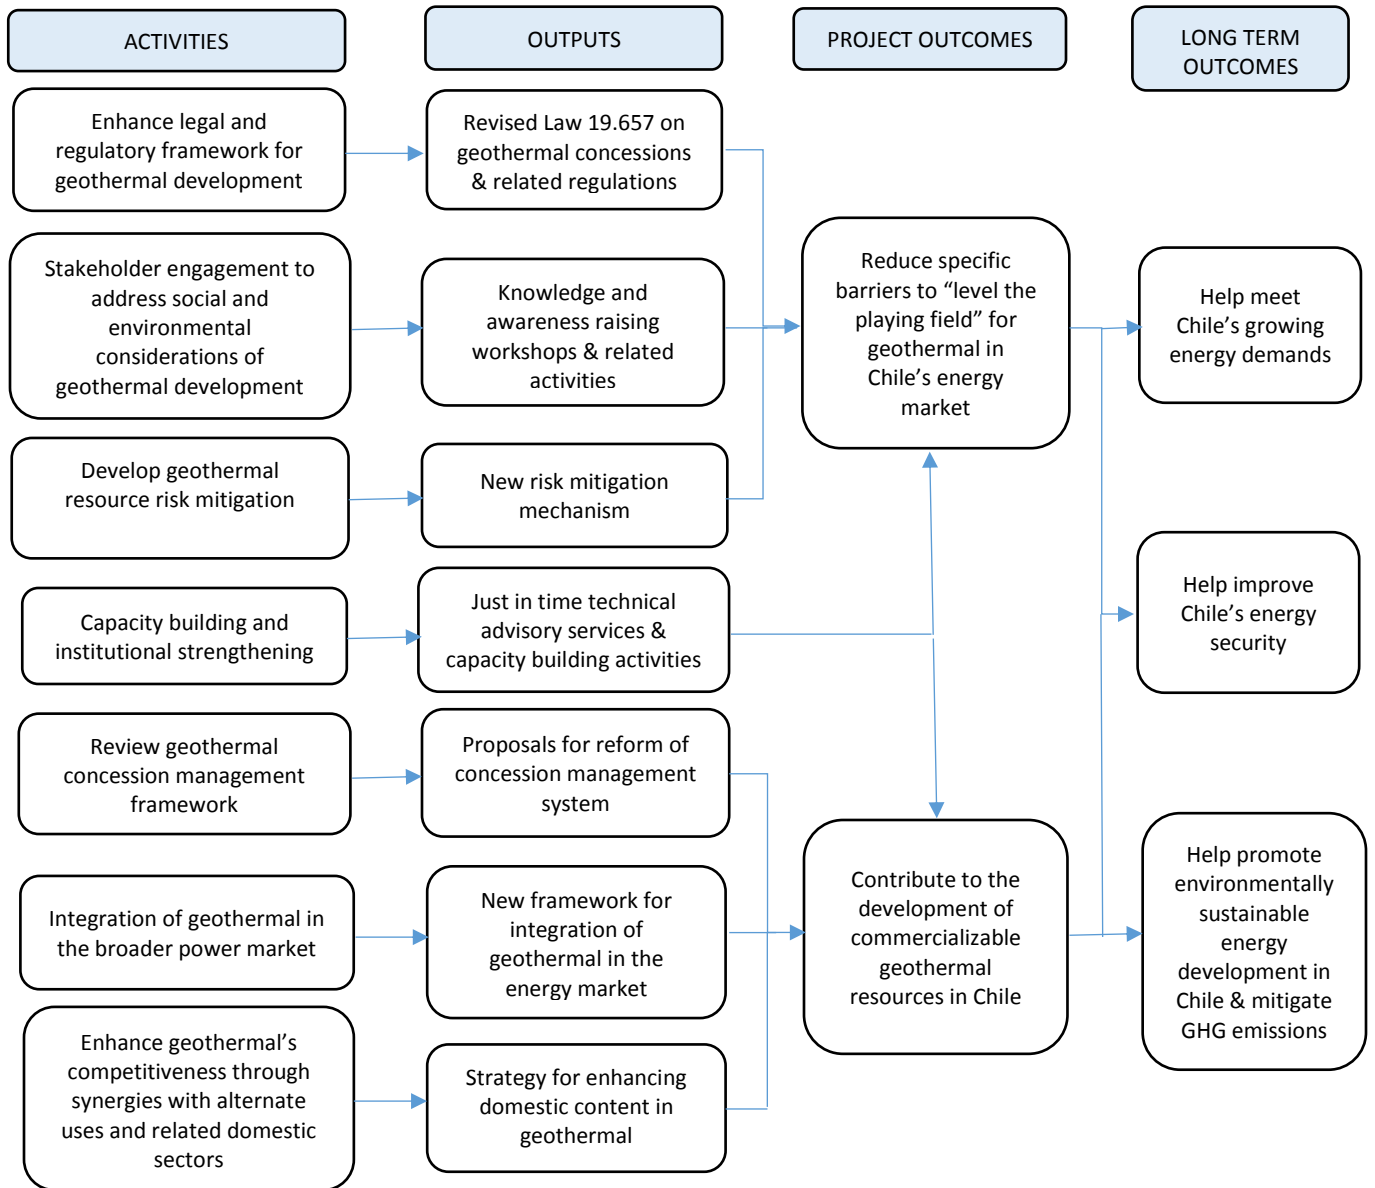 ACTIVITIES
OUTPUTS
PROJECT OUTCOMES
LONG TERM
OUTCOMES
Enhance legal and
regulatory framework for
geothermal development
Revised Law 19.657 on
geothermal concessions
& related regulations
Stakeholder engagement to
address social and
environmental
considerations of
geothermal development
Knowledge and
awareness raising
workshops & related
activities
Reduce specific
barriers to “level the
playing field” for
geothermal in
Chile’s energy
market
Help meet
Chile’s growing
energy demands
Develop geothermal
resource risk mitigation
New risk mitigation
mechanism
Capacity building and
institutional strengthening
Just in time technical
advisory services &
capacity building activities
Help improve
Chile’s energy
security
Review geothermal
concession management
framework
Proposals for reform of
concession management
system
Integration of geothermal in
the broader power market
New framework for
integration of
geothermal in the
energy market
Contribute to the
development of
commercializable
geothermal
resources in Chile
Help promote
environmentally
sustainable
energy
development in
Chile & mitigate
GHG emissions
Enhance geothermal’s
competitiveness through
synergies with alternate
uses and related domestic
sectors
Strategy for enhancing
domestic content in
geothermal